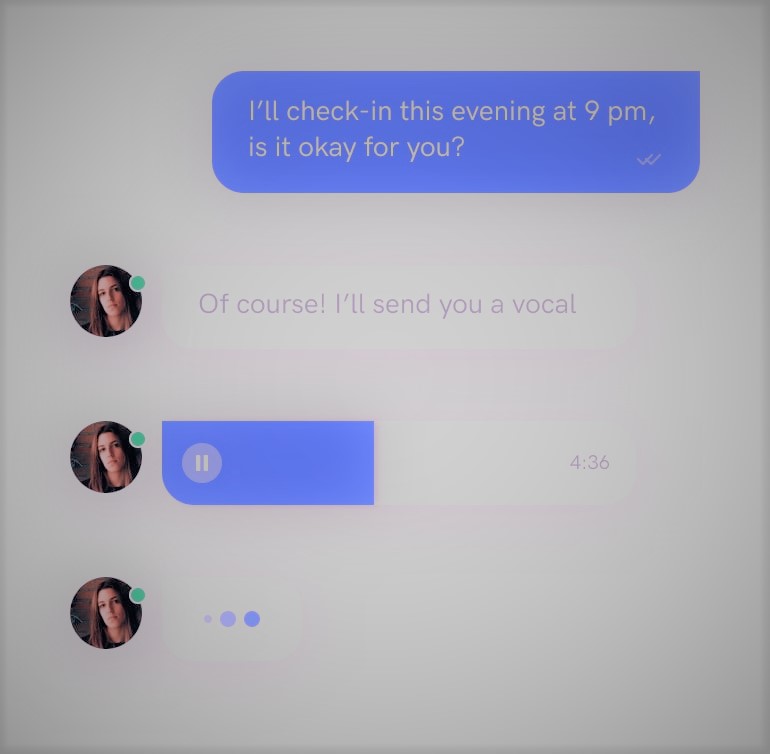 I’ll check-in this evening at 9 pm,
is it okay for you?
Of course! I’ll send you a vocal
4:36